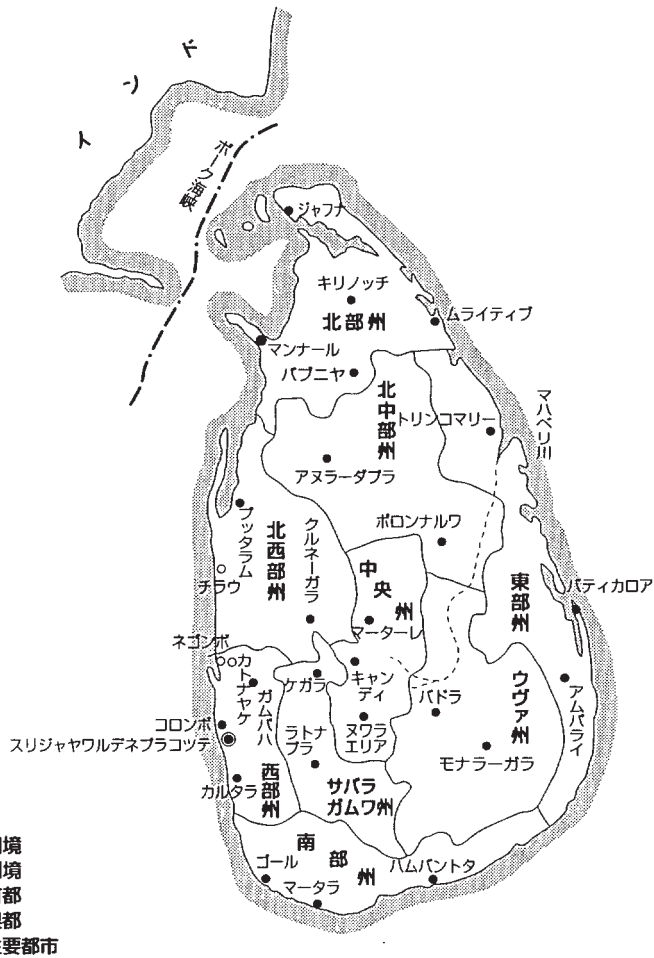 インド
ポーク海峡
ジャフナ
キリノッチ
北部州
ムライティブ
マンナール
バブニヤ
北中部州
トリンコマリー
マハベリ川
アヌラーダプラ
プッタラム
北西部州
クルネーガラ
ポロンナルワ
中央州
東部州
バティカロア
チラウ
マーターレ
ネゴンボ
カトナヤケ
ガムパハ
ケガラ
キャンディ
バドラ
ウヴァ州
アムパライ
コロンボ
スリジャヤワルデネプラコッテ
ラトナプラ
ヌワラエリア
モナラーガラ
カルタラ
西部州
サバラガムワ州
南部州
ゴール
マータラ
ハムバントタ
境
境
都
都
要都市